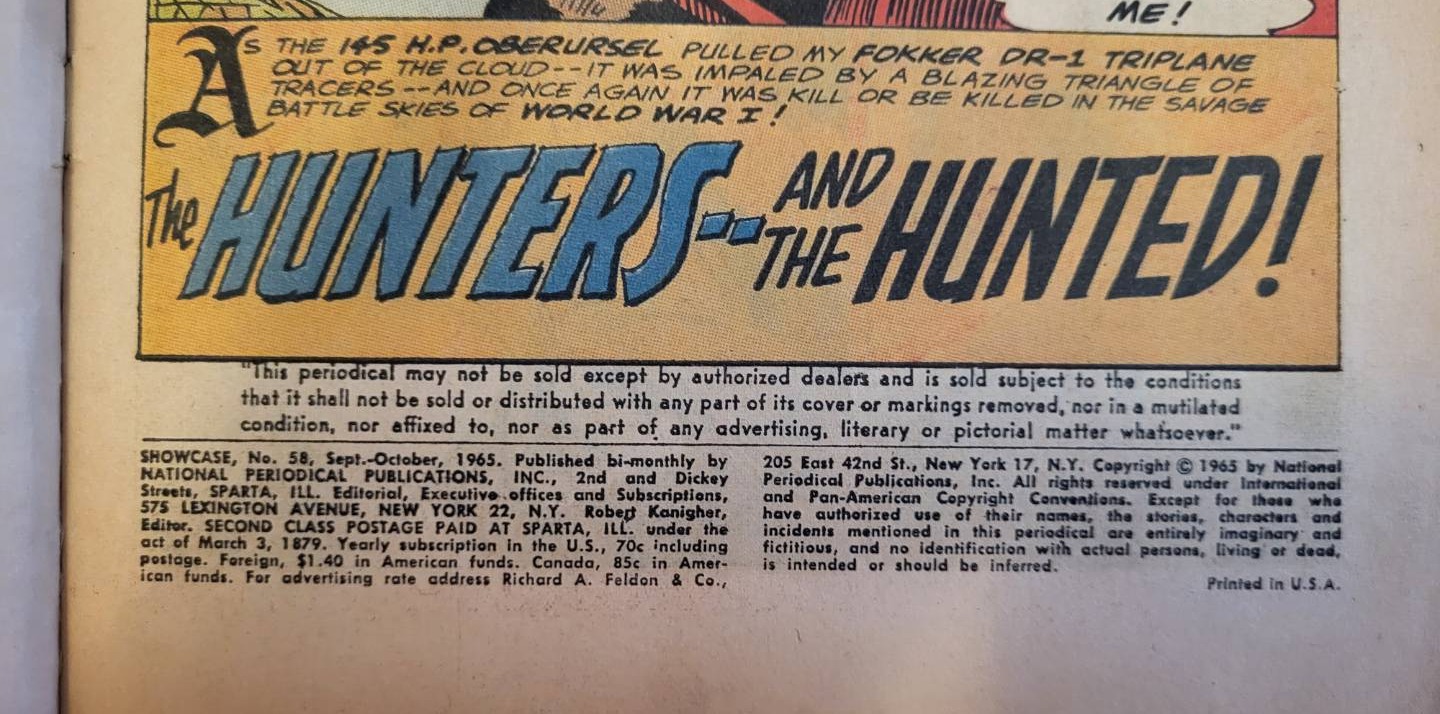 ME!
AS THE 145 H.P. OBERURSEL PULLED MY FOKKER DR-1 TRIPLANE
OUT OF THE CLOUD--IT WAS IMPALED BY A BLAZING TRIANGLE OF
TRACERS--AND ONCE AGAIN IT WAS KILL OR BE KILLED IN THE SAVAGE
BATTLE SKIES OF WORLD WAR I!
The HUNTERS-- AND THE HUNTED!
"This periodical may not be sold except by authorized dealers and is sold subject to the conditions
that it shall not be sold or distributed with any part of its cover or markings removed, nor in a mutilated
condition, nor affixed to, nor as part of any advertising, literary or pictorial matter whatsoever."
SHOWCASE, No. 58, Sept.-October, 1965. Published bi-monthly by
NATIONAL PERIODICAL PUBLICATIONS, INC., 2nd and Dickey
Streets, SPARTA, ILL. Editorial, Executive offices and Subscriptions,
575 LEXINGTON AVENUE, NEW YORK 22, N.Y. Robert Kanigher,
Editor. SECOND CLASS POSTAGE PAID AT SPARTA, ILL. under the
act of March 3, 1879. Yearly subscription in the U.S., 70c including
postage. Foreign, $1.40 in American funds. Canada, 85c in Amer-
ican funds. For advertising rate address Richard A. Feldon & Co.,
205 East 42nd St., New York 17, N.Y. Copyright © 1965 by National
Periodical Publications, Inc. All rights reserved under International
and Pan-American Copyright Conventions. Except for those who
have authorized use of their names, the stories, characters and
incidents mentioned in this periodical are entirely imaginary and
fictitious, and no identification with actual persons, living or dead,
is intended or should be inferred.
Printed in U.S.A.